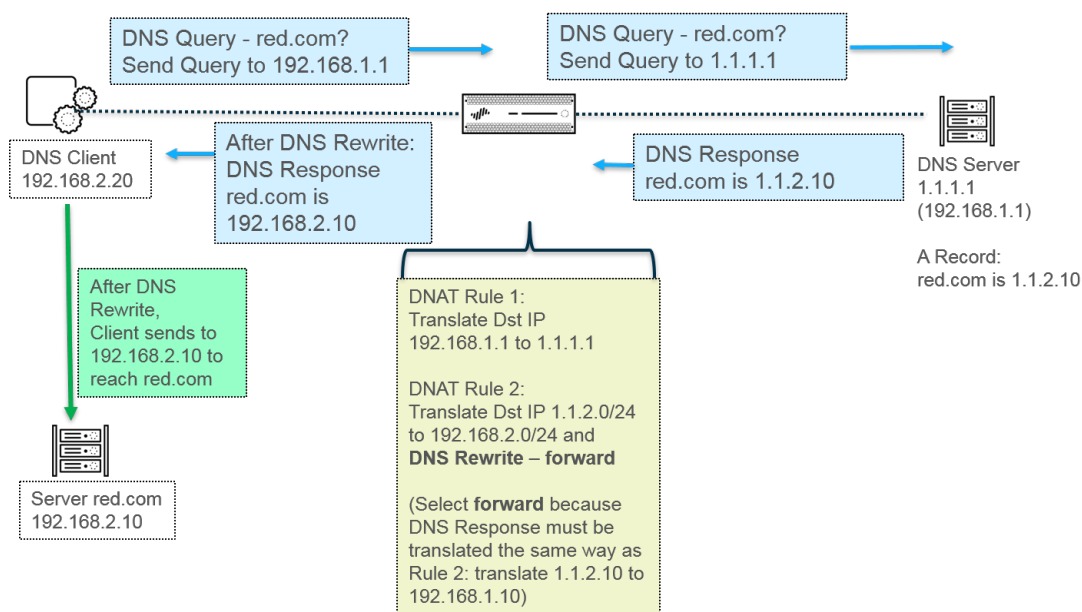 DNS Query - red.com?
Send Query to 192.168.1.1
DNS Query - red.com?
Send Query to 1.1.1.1
DNS Client
192.168.2.20
After DNS Rewrite:
DNS Response
red.com is
192.168.2.10
DNS Response
red.com is 1.1.2.10
DNS Server
1.1.1.1
(192.168.1.1)
A Record:
red.com is 1.1.2.10
After DNS
Rewrite,
Client sends to
192.168.2.10 to
reach red.com
DNAT Rule 1:
Translate Dst IP
192.168.1.1 to 1.1.1.1
DNAT Rule 2:
Translate Dst IP 1.1.2.0/24
to 192.168.2.0/24 and
DNS Rewrite – forward
(Select forward because
DNS Response must be
translated the same way as
Rule 2: translate 1.1.2.10 to
192.168.1.10)
Server red.com
192.168.2.10